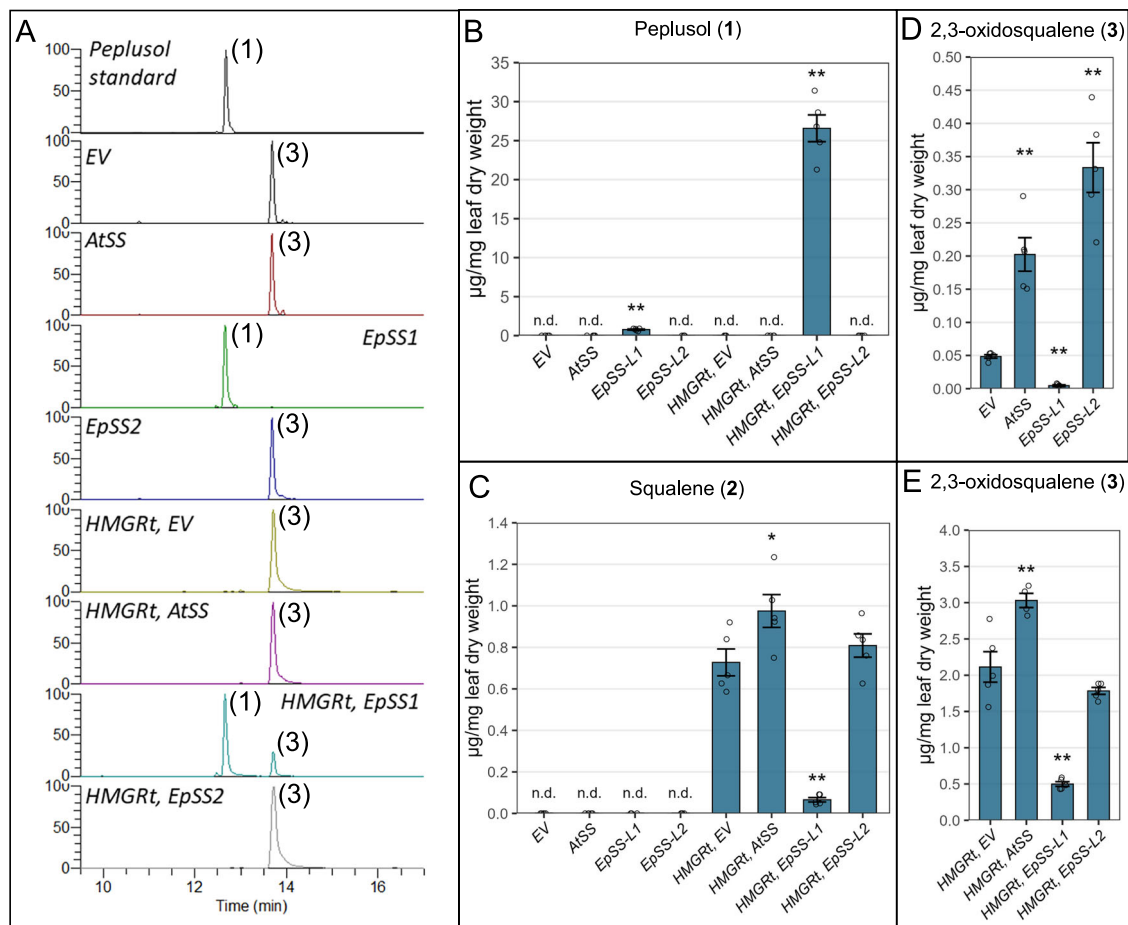 A
Peplusol
standard
(1)
100
50
0
EV
(3)
100
50
0
AtSS
(3)
100
50
0
(1)
EpSS1
100
50
0
EpSS2
(3)
100
50
0
HMGRt, EV
(3)
100
50
0
HMGRt, AtSS
(3)
100
50
0
(1)
HMGRt, EpSS1
(3)
100
50
0
HMGRt, EpSS2
(3)
100
50
0
10 12 14 16
Time (min)
B
Peplusol (1)
µg/mg leaf dry weight
35
30
25
20
15
10
5
0
n.d. n.d. ** n.d. n.d. n.d. ** n.d.
EV
AtSS
EpSS-L1
EpSS-L2
HMGRt, EV
HMGRt, AtSS
HMGRt, EpSS-L1
HMGRt, EpSS-L2
C
Squalene (2)
µg/mg leaf dry weight
1.4
1.2
1.0
0.8
0.6
0.4
0.2
0.0
n.d. n.d. n.d. n.d. * **
EV
AtSS
EpSS-L1
EpSS-L2
HMGRt, EV
HMGRt, AtSS
HMGRt, EpSS-L1
HMGRt, EpSS-L2
D
2,3-oxidosqualene (3)
µg/mg leaf dry weight
0.50
0.45
0.40
0.35
0.30
0.25
0.20
0.15
0.10
0.05
0.00
** ** **
EV
AtSS
EpSS-L1
EpSS-L2
E
2,3-oxidosqualene (3)
µg/mg leaf dry weight
4.0
3.5
3.0
2.5
2.0
1.5
1.0
0.5
0.0
** **
HMGRt, EV
HMGRt, AtSS
HMGRt, EpSS-L1
HMGRt, EpSS-L2